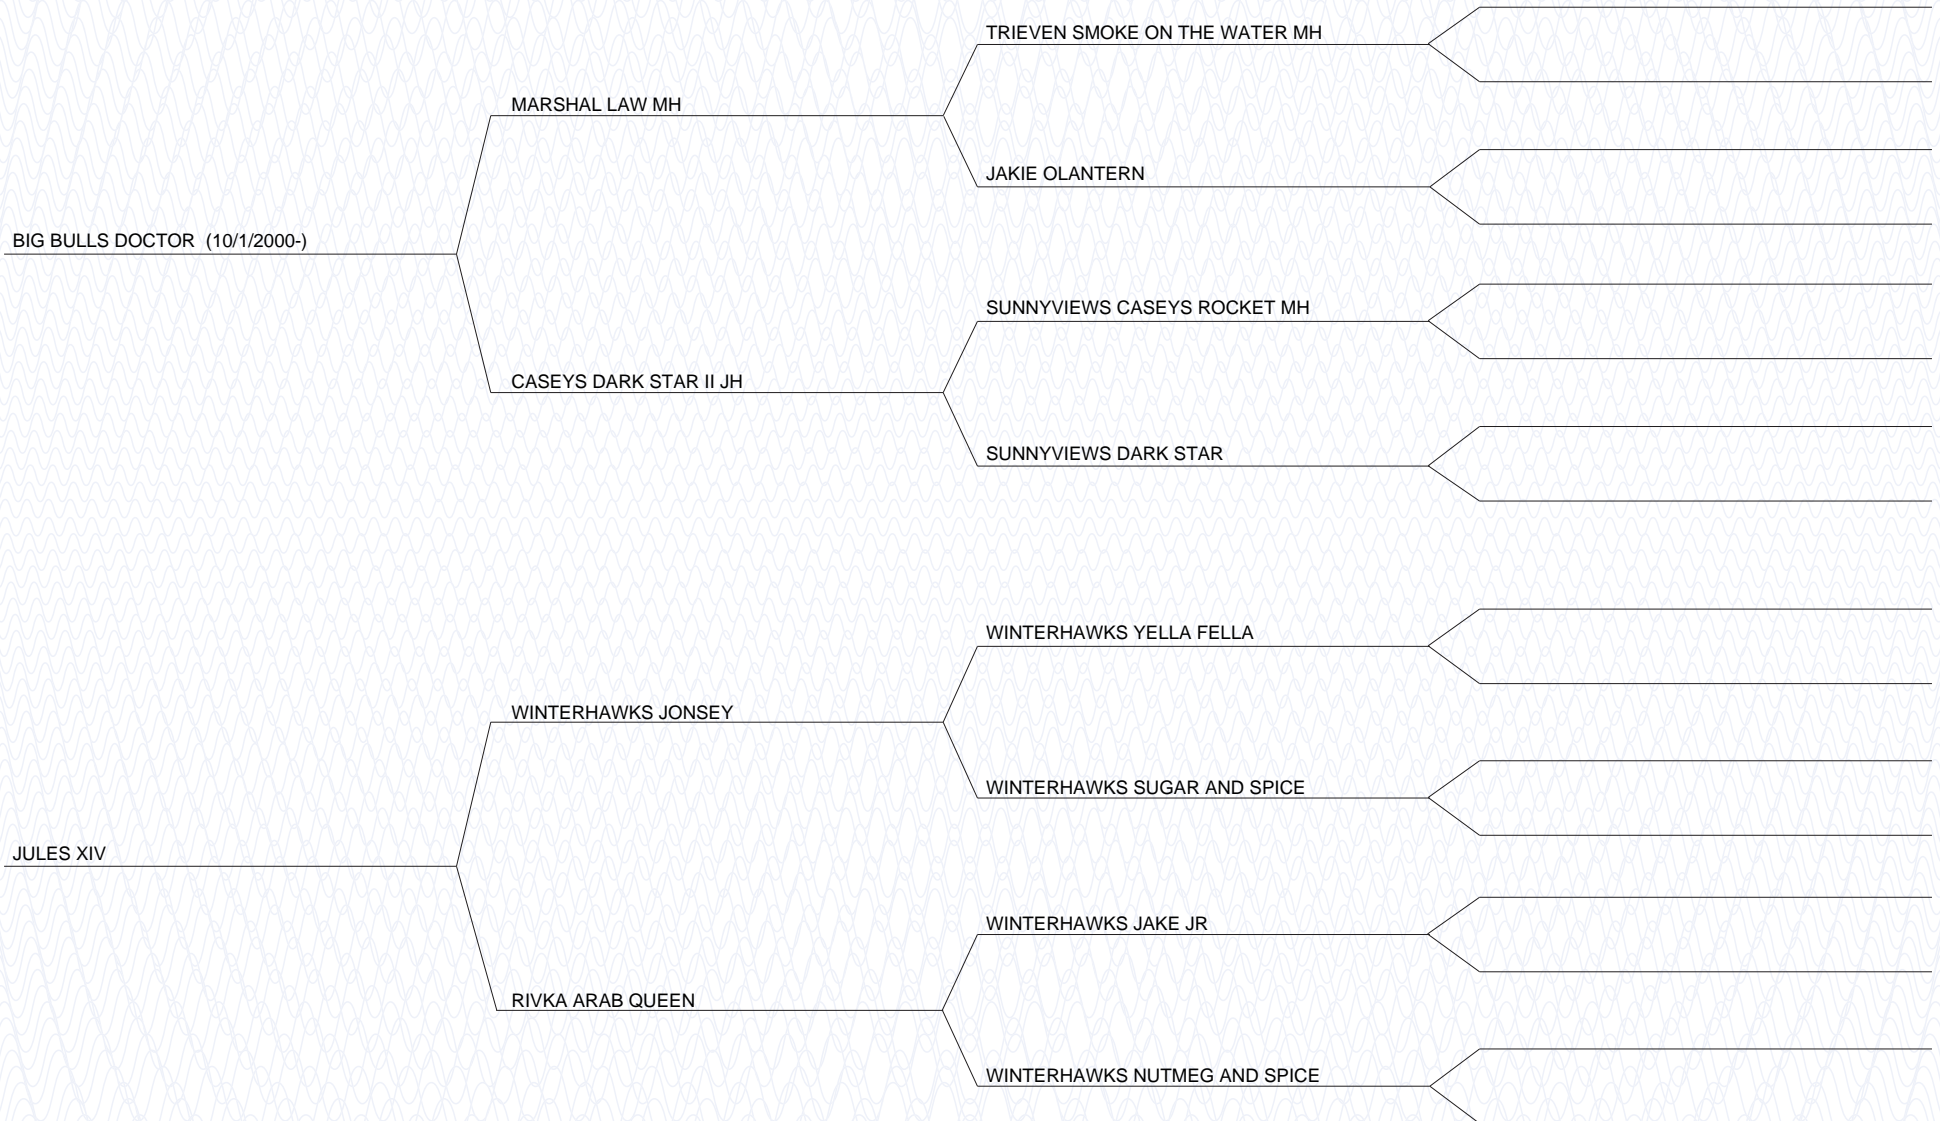 TRIEVEN SMOKE ON THE WATER MH
MARSHAL LAW MH
JAKIE OLANTERN
BIG BULLS DOCTOR (10/1/2000-)
SUNNYVIEWS CASEYS ROCKET MH
CASEYS DARK STAR II JH
SUNNYVIEWS DARK STAR
WINTERHAWKS YELLA FELLA
WINTERHAWKS JONSEY
WINTERHAWKS SUGAR AND SPICE
JULES XIV
WINTERHAWKS JAKE JR
RIVKA ARAB QUEEN
WINTERHAWKS NUTMEG AND SPICE